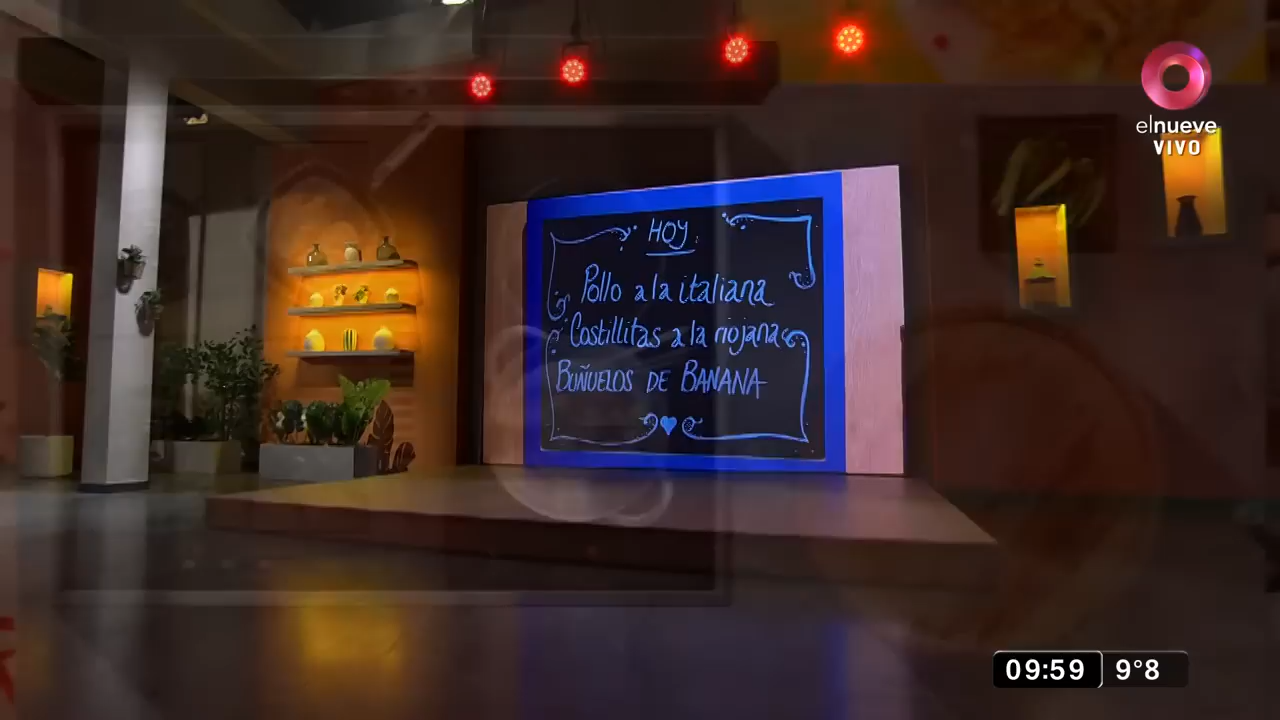 elnueve
VIVO
HOY
Pollo a la italiana
Costillitas a la riojana
BUÑUELOS DE BANANA
09:59 9°8